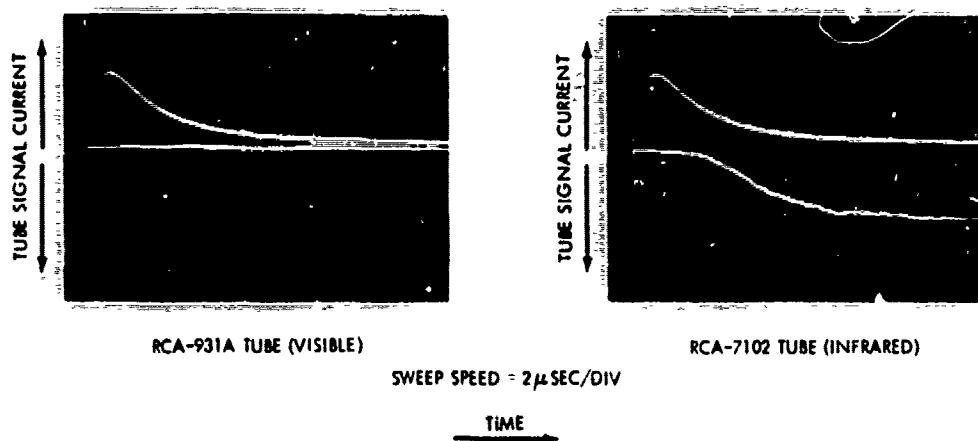 TUBE SIGNAL CURRENT
TUBE SIGNAL CURRENT
RCA-931A TUBE (VISIBLE)
RCA-7102 TUBE (INFRARED)
SWEEP SPEED = 2μSEC/DIV
TIME